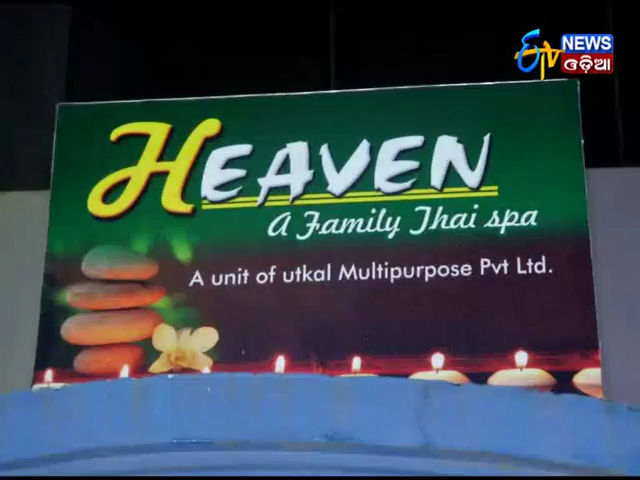 ETV NEWS
ଓଡ଼ିଆ
HEAVEN
A Family Thai spa
A unit of utkal Multipurpose Pvt Ltd.